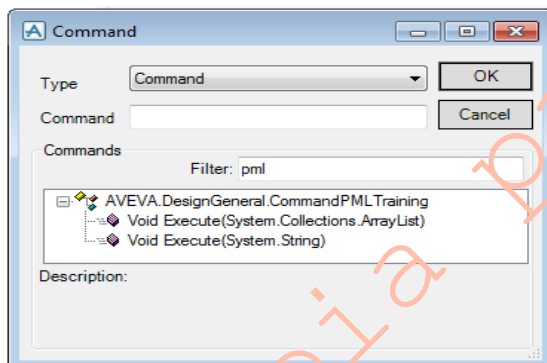 Command
Type
Command
OK
Command
Cancel
Commands
Filter: pml
AVEVA.DesignGeneral.CommandPMLTraining
Void Execute(System.Collections.ArrayList)
Void Execute(System.String)
Description: